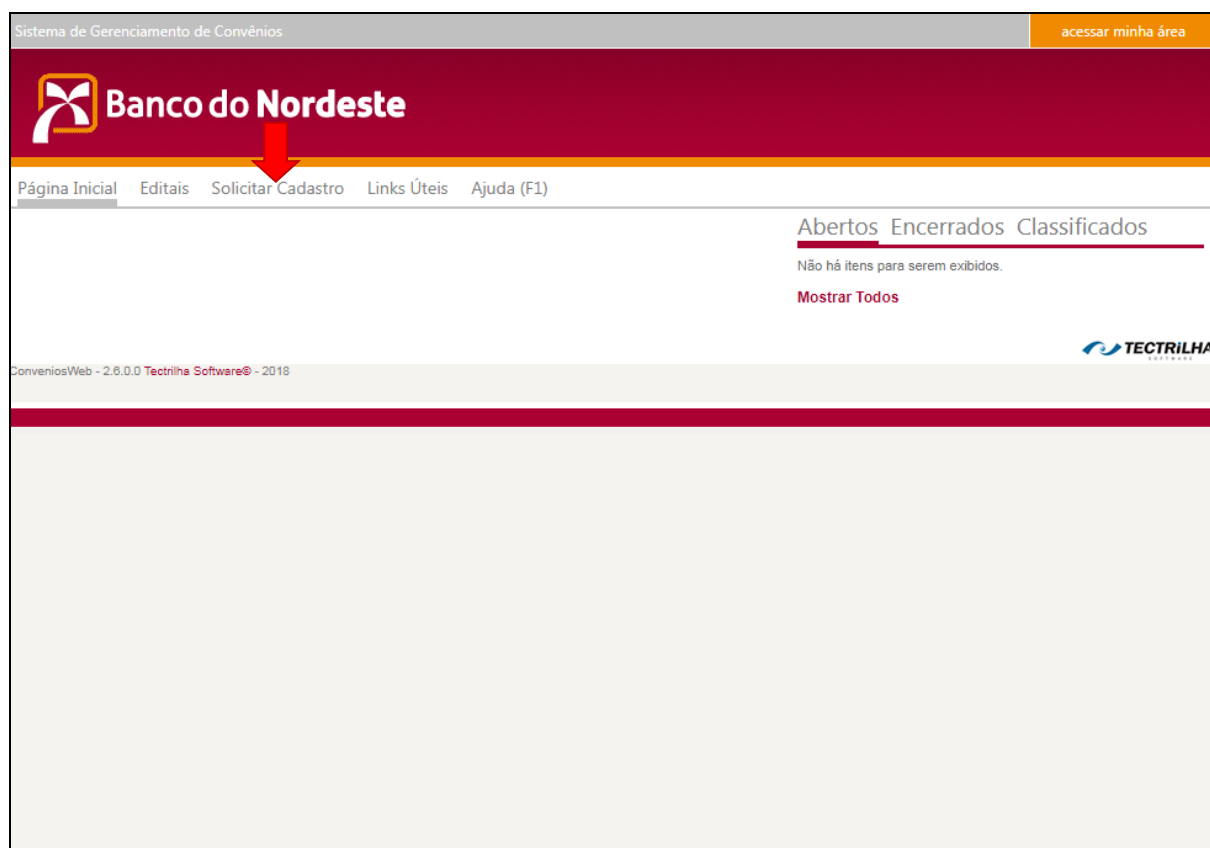 Sistema de Gerenciamento de Convênios
acessar minha área
Banco do Nordeste
Página Inicial Editais Solicitar Cadastro Links Úteis Ajuda (F1)
Abertos Encerrados Classificados
Não há itens para serem exibidos.
Mostrar Todos
TECTRiLHA
SOFTWARE
ConveniosWeb - 2.6.0.0 Tectrilha Software® - 2018